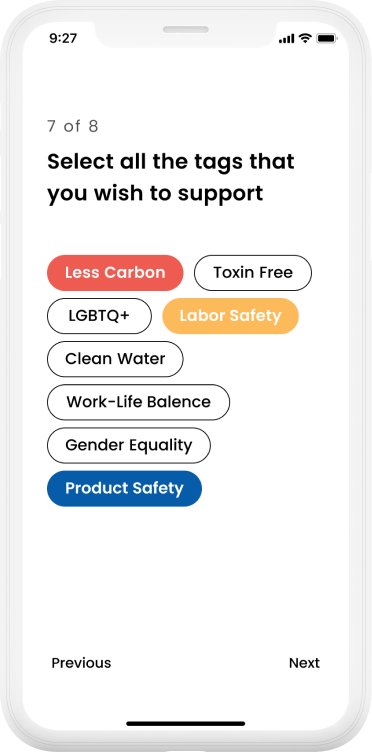 9:27
7 of 8
Select all the tags that
you wish to support
Less Carbon Toxin Free
LGBTQ+ Labor Safety
Clean Water
Work-Life Balence
Gender Equality
Product Safety
Previous Next